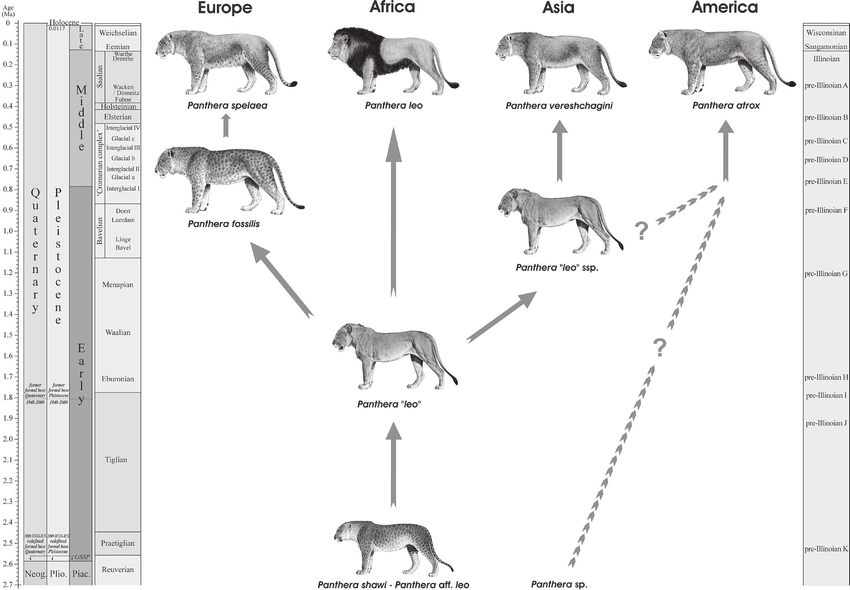 Age
(Ma)
0
0.1
0.2
0.3
0.4
0.5
0.6
0.7
0.8
0.9
1.0
1.1
1.2
1.3
1.4
1.5
1.6
1.7
1.8
1.9
2.0
2.1
2.2
2.3
2.4
2.5
2.6
2.7
Holocene
0.0117
Quaternary
Pleistocene
Late
Middle
Early
former
formal base
Quaternary
1948-2009
former
formal base
Pleistocene
1948-2009
redefined
formal base
Quaternary
redefined
formal base
Pleistocene
GSSP
Neog.
Plio.
Piac.
Weichselian
Eemian
Saalian
Warthe
Drenthe
Wacken
/ Dömnitz
Fuhne
Holsteinian
Elsterian
'Cromerian complex'
Interglacial IV
Glacial c
Interglacial III
Glacial b
Interglacial II
Glacial a
Interglacial I
Bavelian
Dorst
Leerdam
Linge
Bavel
Menapian
Waalian
Eburonian
Tiglian
Praetiglian
Reuverian
Europe
Africa
Asia
America
Panthera spelaea
Panthera leo
Panthera vereshchagini
Panthera atrox
Panthera fossilis
Panthera "leo" ssp.
?
?
Panthera "leo"
Panthera shawi - Panthera aff. leo
Panthera sp.
Wisconsinan
Sangamonian
Illinoian
pre-Illinoian A
pre-Illinoian B
pre-Illinoian C
pre-Illinoian D
pre-Illinoian E
pre-Illinoian F
pre-Illinoian G
pre-Illinoian H
pre-Illinoian I
pre-Illinoian J
pre-Illinoian K